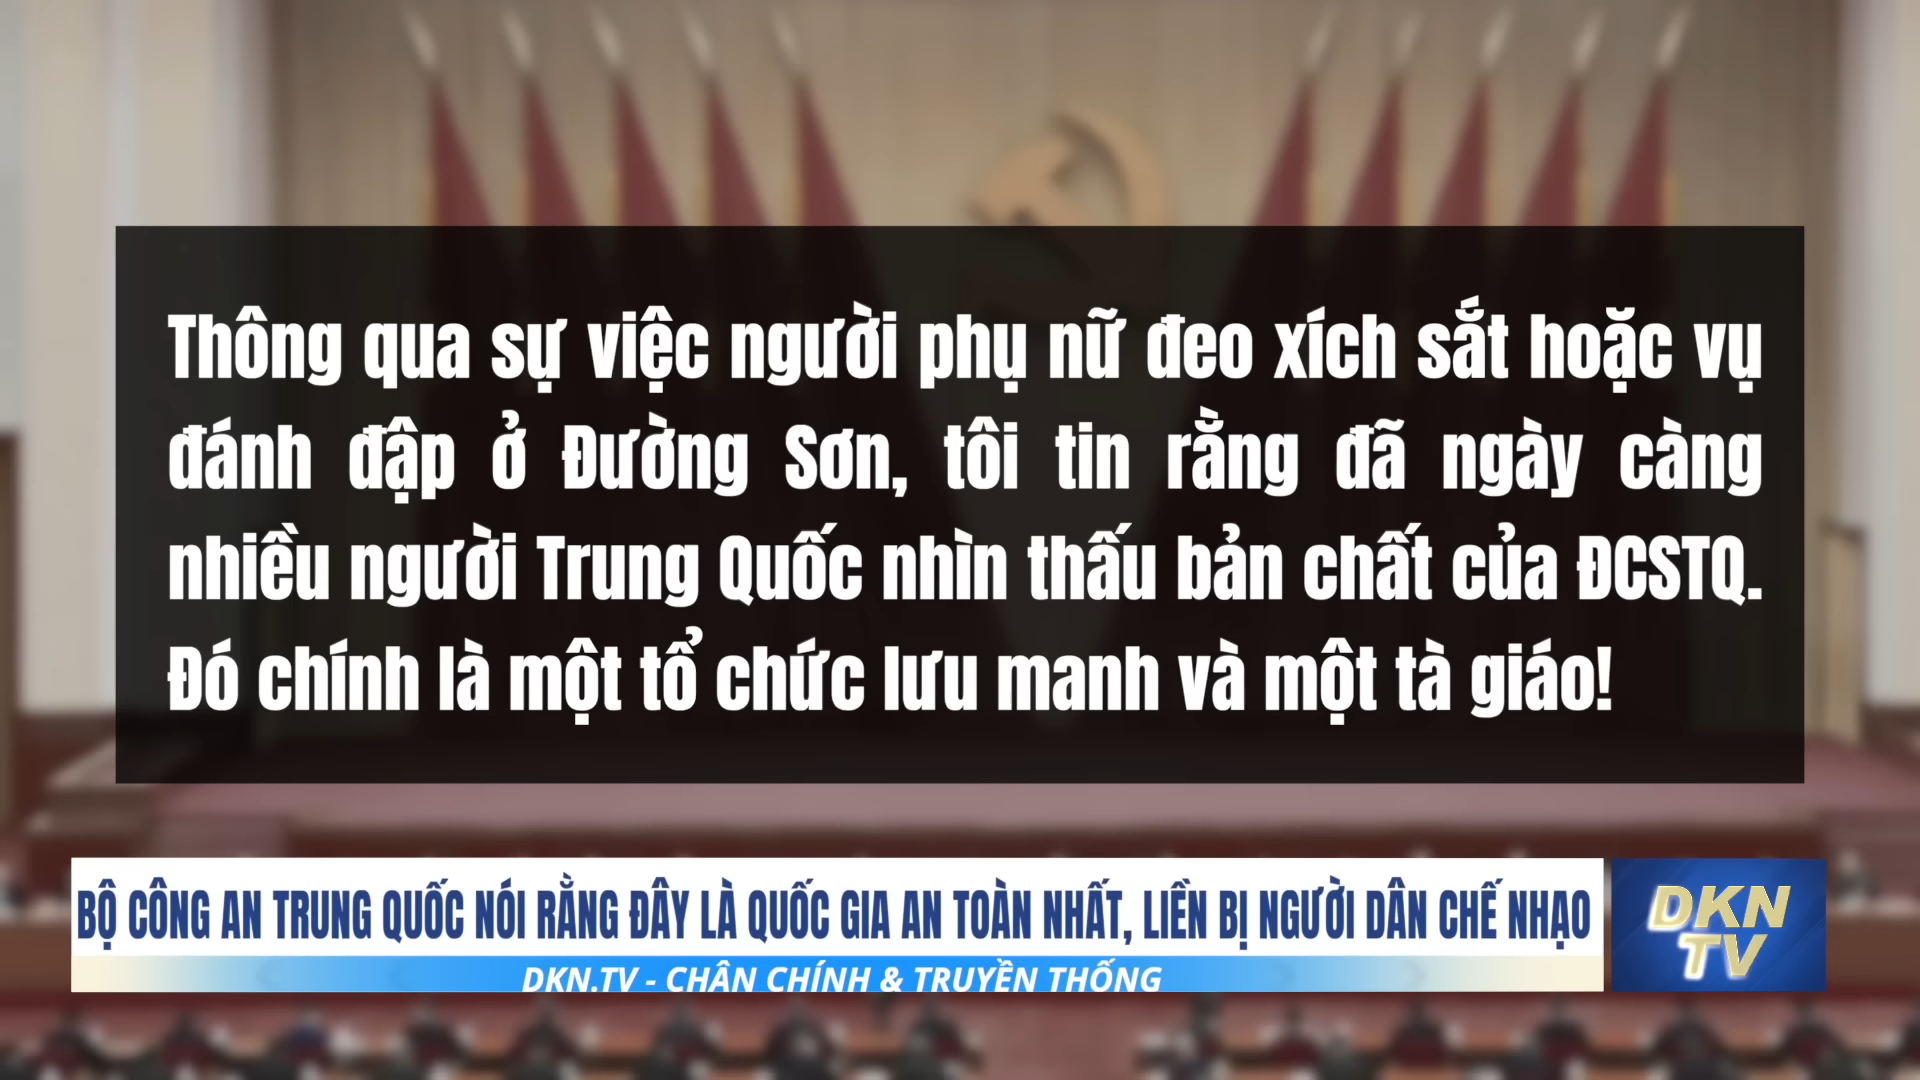 Thông qua sự việc người phụ nữ đeo xích sắt hoặc vụ
đánh đập ở Đường Sơn, tôi tin rằng đã ngày càng
nhiều người Trung Quốc nhìn thấu bản chất của ĐCSTQ.
Đó chính là một tổ chức lưu manh và một tà giáo!
BỘ CÔNG AN TRUNG QUỐC NÓI RẰNG ĐÂY LÀ QUỐC GIA AN TOÀN NHẤT, LIỀN BỊ NGƯỜI DÂN CHẾ NHẠO
DKN.TV - CHÂN CHÍNH & TRUYỀN THỐNG
DKN
TV